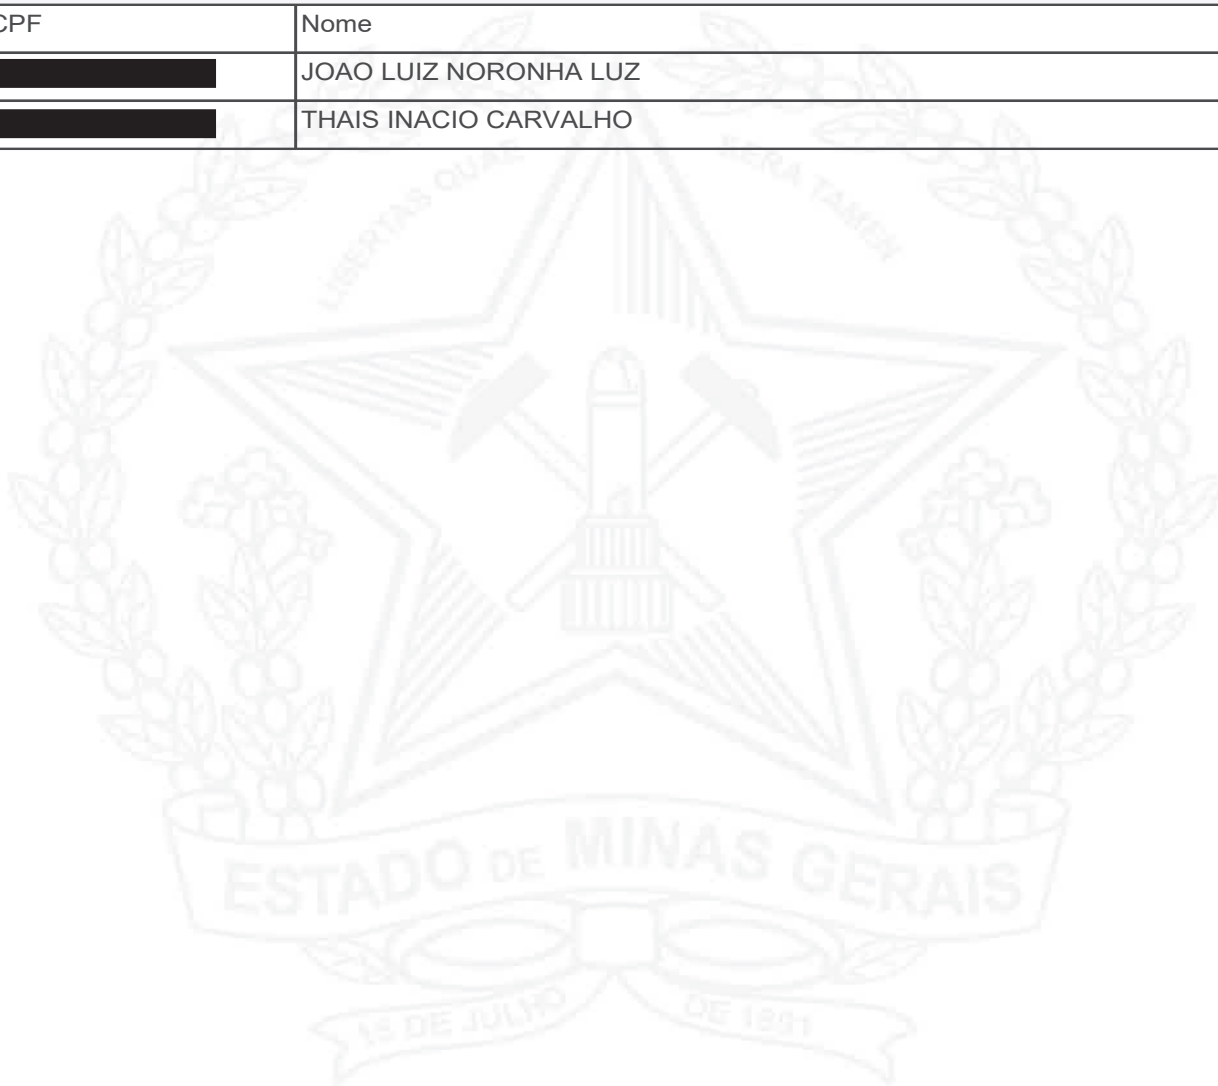 CPF Nome
JOAO LUIZ NORONHA LUZ
THAIS INACIO CARVALHO
LIBERTAS QUAE SERA TAMEN
ESTADO DE MINAS GERAIS
15 DE JULHO DE 1891